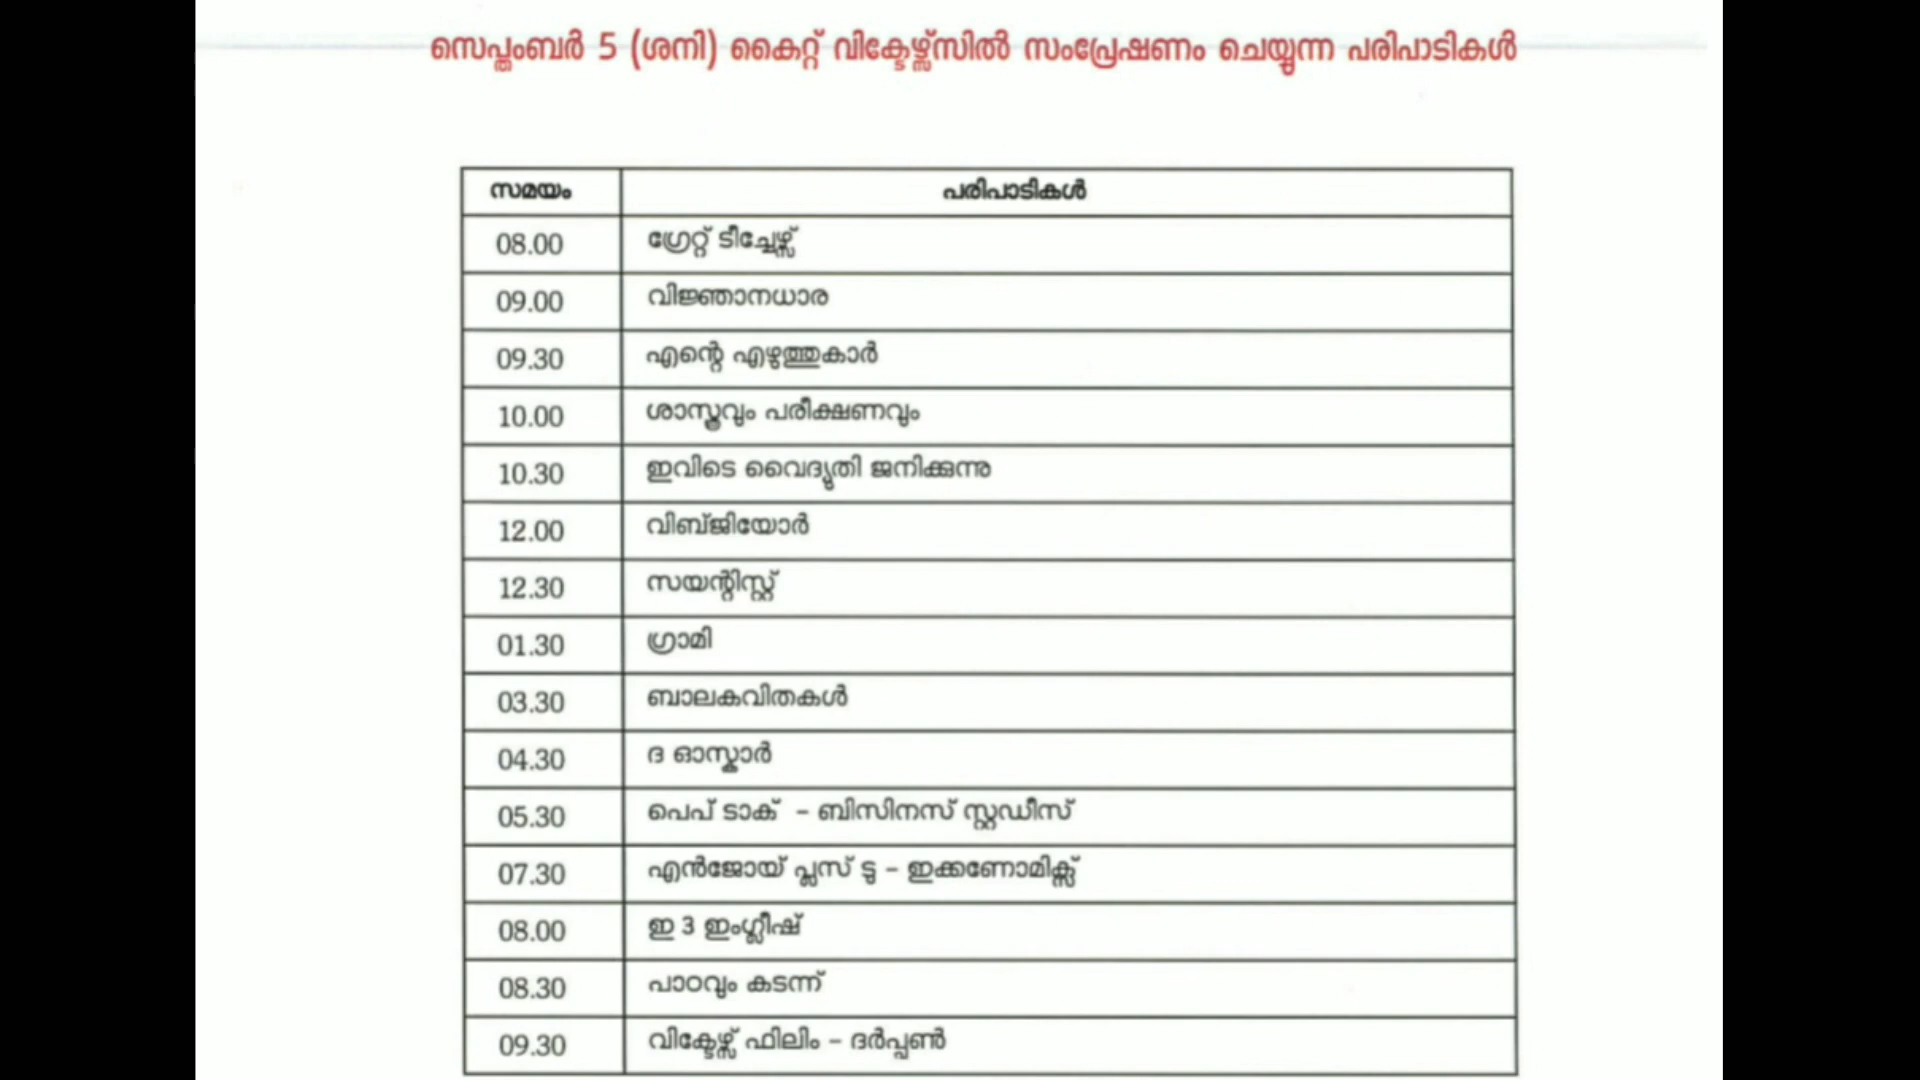 സെപ്തംബർ 5 (ശനി) കൈറ്റ് വിക്ടേഴ്സിൽ സംപ്രേഷണം ചെയ്യുന്ന പരിപാടികൾ
സമയം പരിപാടികൾ
08.00 ഗ്രേറ്റ് ടീച്ചേഴ്സ്
09.00 വിജ്ഞാനധാര
09.30 എന്റെ എഴുത്തുകാർ
10.00 ശാസ്ത്രവും പരീക്ഷണവും
10.30 ഇവിടെ വൈദ്യുതി ജനിക്കുന്നു
12.00 വിബ്ജിയോർ
12.30 സയന്റിസ്റ്റ്
01.30 ഗ്രാമി
03.30 ബാലകവിതകൾ
04.30 ദ ഓസ്കാർ
05.30 പെപ് ടാക് – ബിസിനസ് സ്റ്റഡീസ്
07.30 എൻജോയ് പ്ലസ് ടു – ഇക്കണോമിക്സ്
08.00 ഇ 3 ഇംഗ്ലീഷ്
08.30 പാഠവും കടന്ന്
09.30 വിക്ടേഴ്സ് ഫിലിം – ദർപ്പൺ